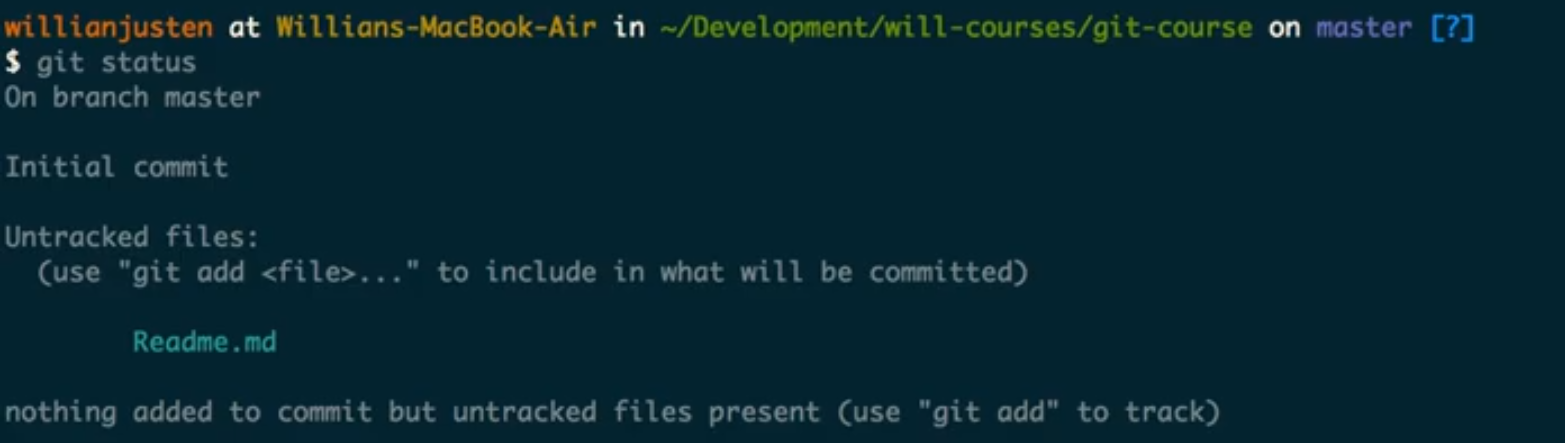 willianjusten at Willians-MacBook-Air in ~/Development/will-courses/git-course on master [?]
$ git status
On branch master
Initial commit
Untracked files:
(use "git add <file>..." to include in what will be committed)
Readme.md
nothing added to commit but untracked files present (use "git add" to track)